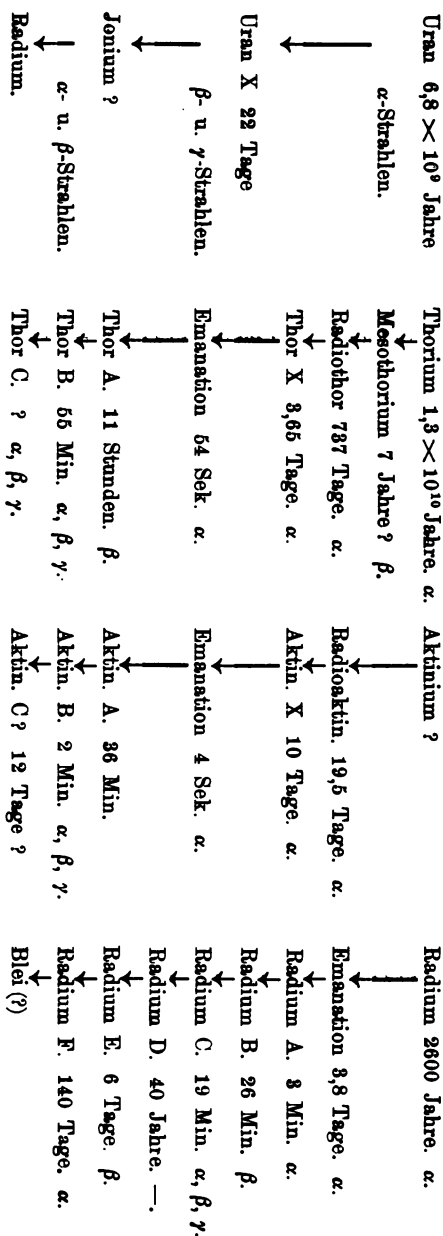 Uran 6,8 × 10⁹ Jahre
α-Strahlen.
Uran X 22 Tage
β- u. γ-Strahlen.
Jonium ?
α- u. β-Strahlen.
Radium.
Thorium 1,3 × 10¹⁰ Jahre. α.
Mesothorium 7 Jahre ? β.
Radiothor 737 Tage. α.
Thor X 3,65 Tage. α.
Emanation 54 Sek. α.
Thor A. 11 Stunden. β.
Thor B. 55 Min. α, β, γ.
Thor C. ? α, β, γ.
Aktinium ?
Radioaktin. 19,5 Tage. α.
Aktin. X 10 Tage. α.
Emanation 4 Sek. α.
Aktin. A. 36 Min.
Aktin. B. 2 Min. α, β, γ.
Aktin. C ? 12 Tage ?
Radium 2600 Jahre. α.
Emanation 3,8 Tage. α.
Radium A. 3 Min. α.
Radium B. 26 Min. β.
Radium C. 19 Min. α, β, γ.
Radium D. 40 Jahre. —.
Radium E. 6 Tage. β.
Radium F. 140 Tage. α.
Blei (?)